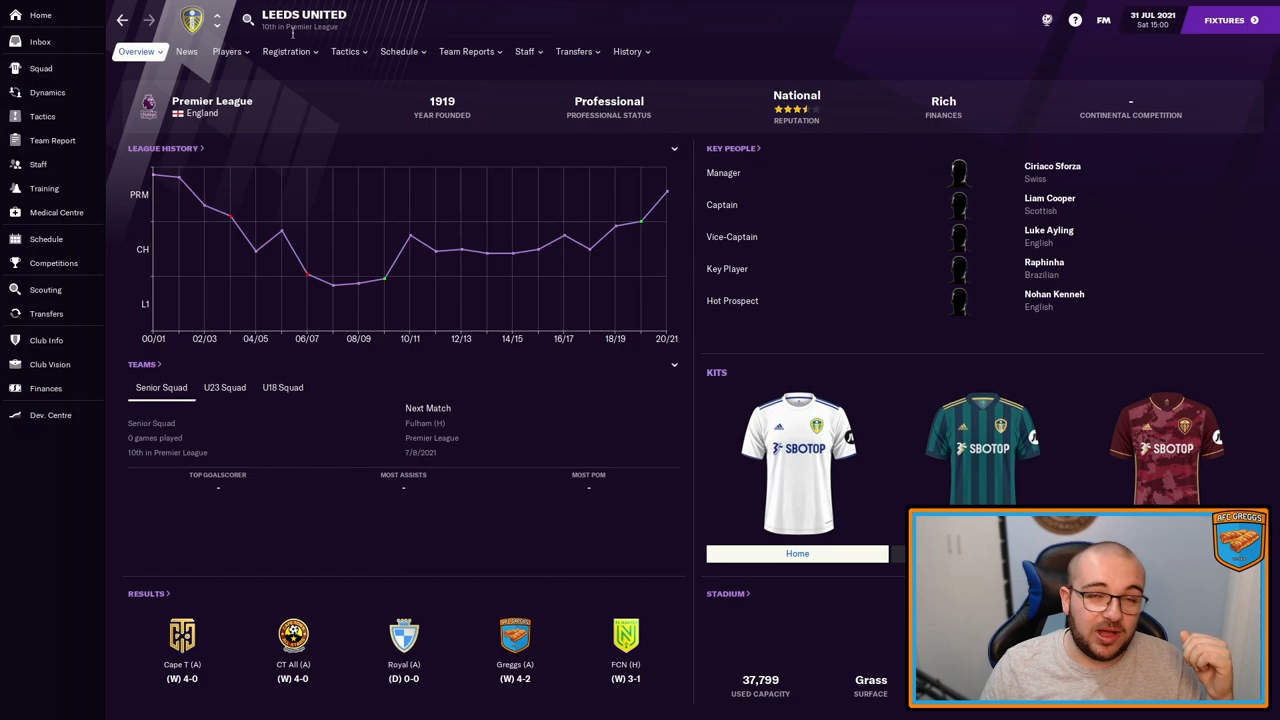 Home
Inbox
Squad
Dynamics
Tactics
Team Report
Staff
Training
Medical Centre
Schedule
Competitions
Scouting
Transfers
Club Info
Club Vision
Finances
Dev. Centre
LEEDS UNITED
10th in Premier League
FM
31 JUL 2021
Sat 15:00
FIXTURES
Overview
News
Players
Registration
Tactics
Schedule
Team Reports
Staff
Transfers
History
Premier League
England
1919
YEAR FOUNDED
Professional
PROFESSIONAL STATUS
National
REPUTATION
Rich
FINANCES
-
CONTINENTAL COMPETITION
LEAGUE HISTORY
PRM
CH
L1
00/01 02/03 04/05 06/07 08/09 10/11 12/13 14/15 16/17 18/19 20/21
KEY PEOPLE
Manager
Ciriaco Sforza
Swiss
Captain
Liam Cooper
Scottish
Vice-Captain
Luke Ayling
English
Key Player
Raphinha
Brazilian
Hot Prospect
Nohan Kenneh
English
TEAMS
Senior Squad U23 Squad U18 Squad
Next Match
Senior Squad Fulham (H)
0 games played Premier League
10th in Premier League 7/8/2021
TOP GOALSCORER MOST ASSISTS MOST POM
- - -
KITS
SBOTOP
SBOTOP
SBOTOP
Home
RESULTS
AFC GREGGS
Cape T (A) CT All (A) Royal (A) Greggs (A) FCN (H)
(W) 4-0 (W) 4-0 (D) 0-0 (W) 4-2 (W) 3-1
STADIUM
37,799
USED CAPACITY
Grass
SURFACE
AFC GREGGS